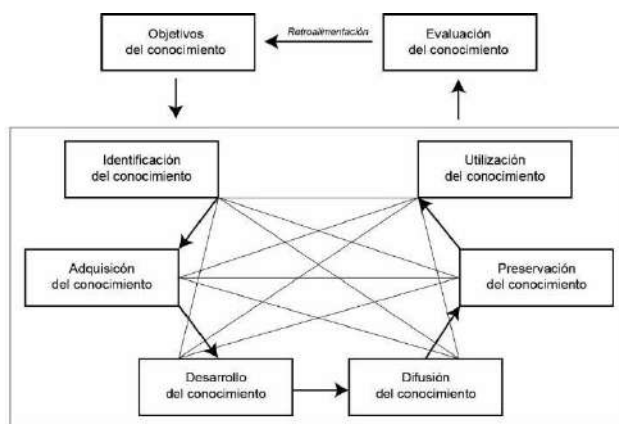 Objetivos
del conocimiento
Retroalimentación
Evaluación
del conocimiento
Identificación
del conocimiento
Utilización
del conocimiento
Adquisicón
del conocimiento
Preservación
del conocimiento
Desarrollo
del conocimiento
Difusión
del conocimiento